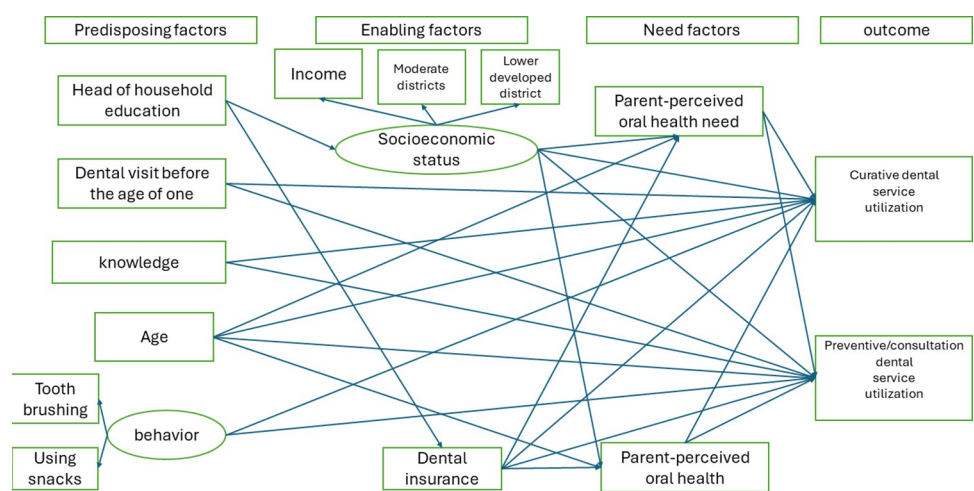 Predisposing factors
Enabling factors
Need factors
outcome
Income
Moderate
districts
Lower
developed
district
Head of household
education
Parent-perceived
oral health need
Socioeconomic
status
Dental visit before
the age of one
Curative dental
service
utilization
knowledge
Age
Preventive/consultation
dental
service
utilization
Tooth
brushing
behavior
Using
snacks
Dental
insurance
Parent-perceived
oral health